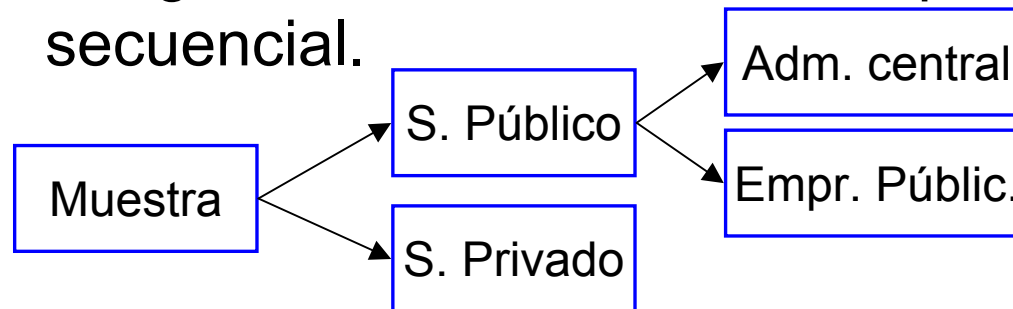 secuencial.
Adm. central
S. Público
Empr. Públic.
Muestra
S. Privado